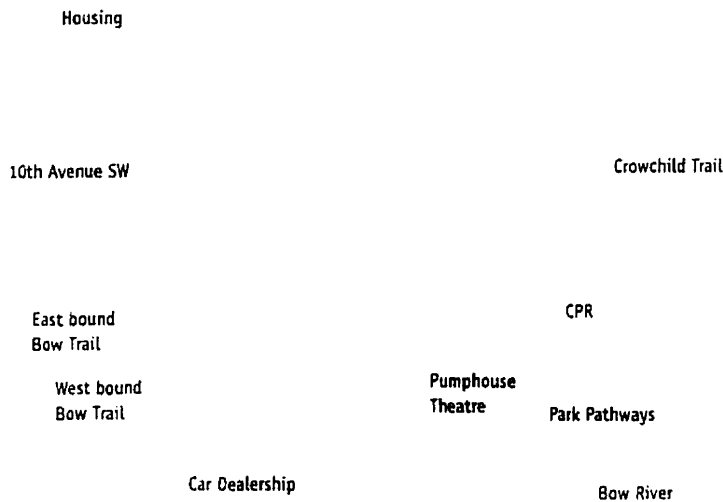 Housing
10th Avenue SW
Crowchild Trail
East bound
Bow Trail
CPR
West bound
Bow Trail
Pumphouse
Theatre
Park Pathways
Car Dealership
Bow River